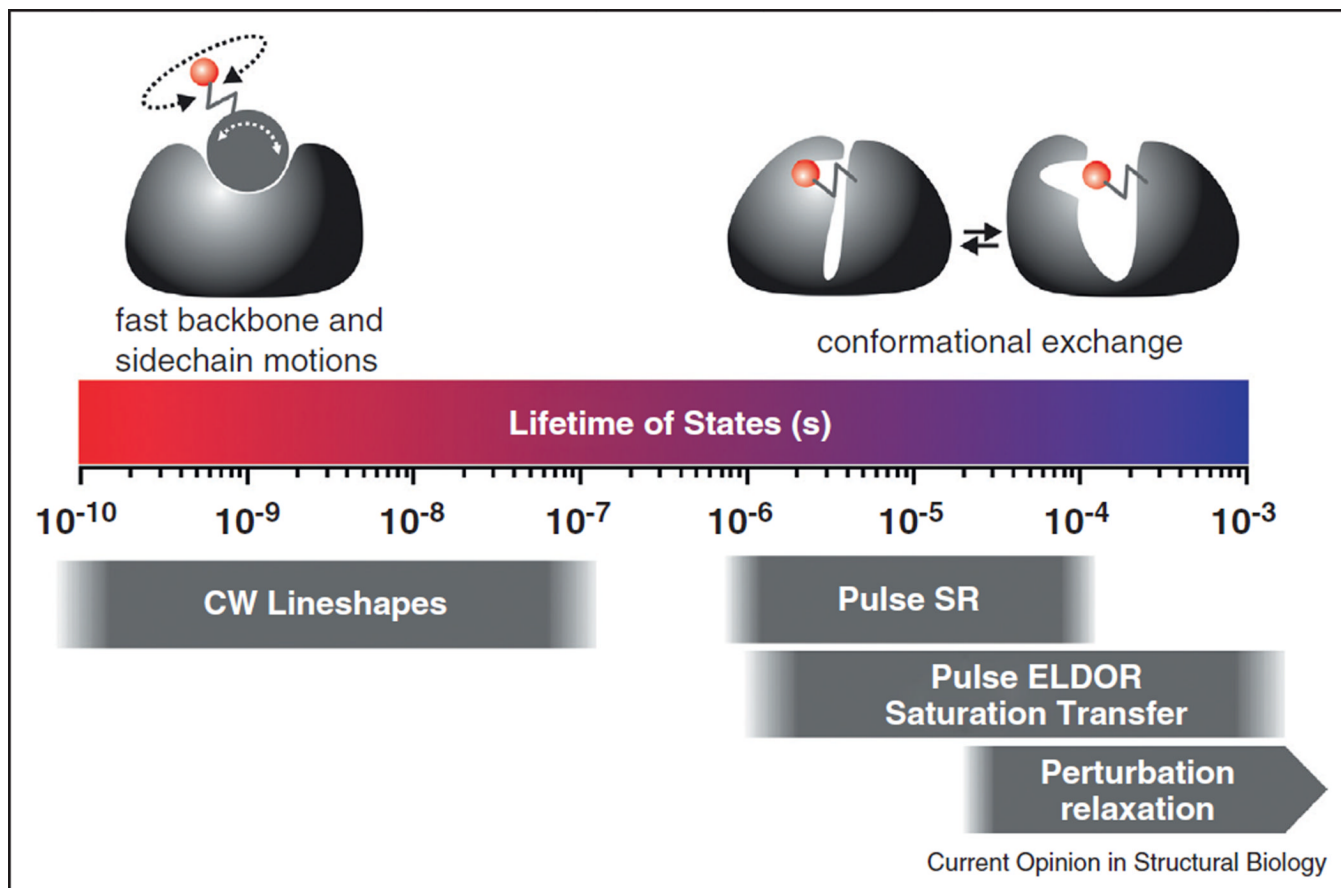 fast backbone and
sidechain motions
conformational exchange
Lifetime of States (s)
10⁻¹⁰ 10⁻⁹ 10⁻⁸ 10⁻⁷ 10⁻⁶ 10⁻⁵ 10⁻⁴ 10⁻³
CW Lineshapes
Pulse SR
Pulse ELDOR
Saturation Transfer
Perturbation
relaxation
Current Opinion in Structural Biology